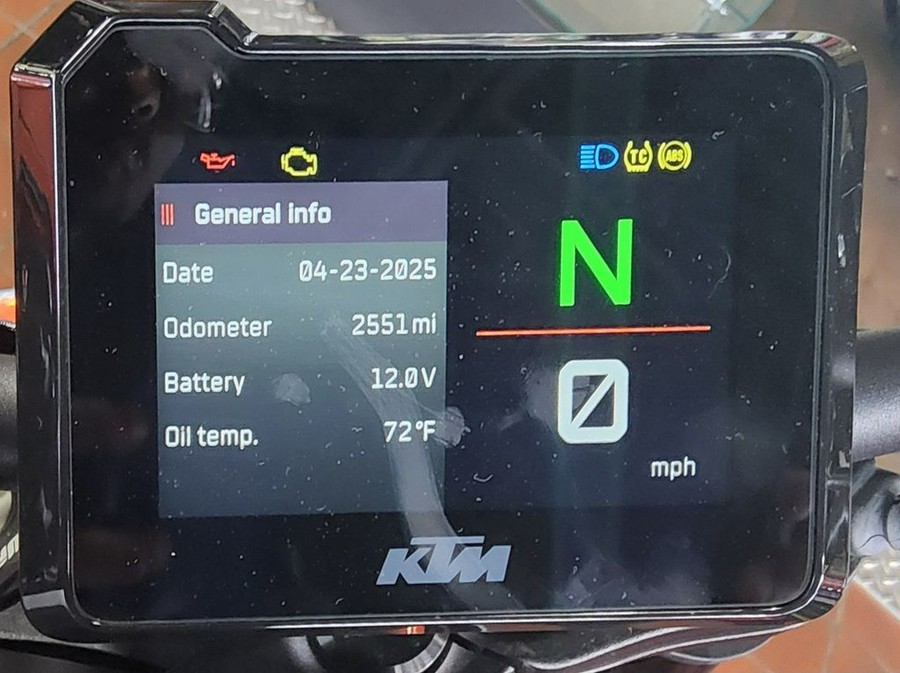 TC ABS
General info
N
Date 04-23-2025
Odometer 2551 mi
Battery 12.0V
0
Oil temp. 72°F
mph
KTM